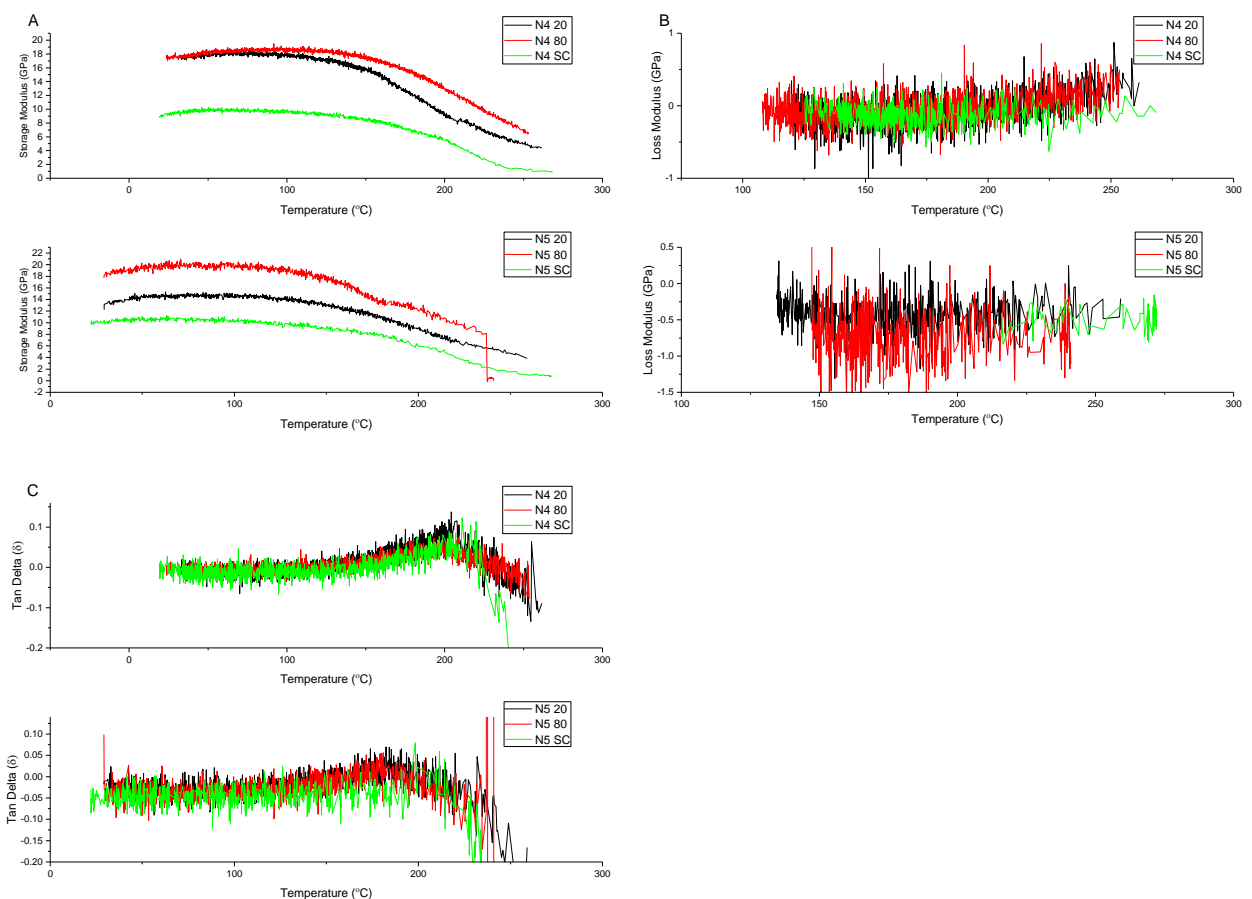 A
N4 20
N4 80
N4 SC
20
18
16
14
12
10
8
6
4
2
0
Storage Modulus (GPa)
0 100 200 300
Temperature (°C)
N5 20
N5 80
N5 SC
22
20
18
16
14
12
10
8
6
4
2
0
-2
Storage Modulus (GPa)
0 100 200 300
Temperature (°C)
B
N4 20
N4 80
N4 SC
1
0
-1
Loss Modulus (GPa)
100 150 200 250 300
Temperature (°C)
N5 20
N5 80
N5 SC
0.5
0.0
-0.5
-1.0
-1.5
Loss Modulus (GPa)
100 150 200 250 300
Temperature (°C)
C
N4 20
N4 80
N4 SC
0.1
0.0
-0.1
-0.2
Tan Delta (δ)
0 100 200 300
Temperature (°C)
N5 20
N5 80
N5 SC
0.10
0.05
0.00
-0.05
-0.10
-0.15
-0.20
Tan Delta (δ)
0 100 200 300
Temperature (°C)